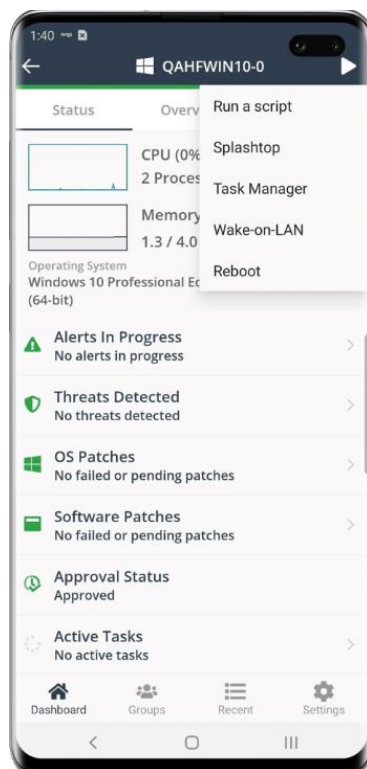 1:40
QAHFWIN10-0
Status
Overv
Run a script
Splashtop
Task Manager
Wake-on-LAN
Reboot
CPU (0%
2 Proces
Memory
1.3 / 4.0
Operating System
Windows 10 Professional Ed
(64-bit)
Alerts In Progress
No alerts in progress
Threats Detected
No threats detected
OS Patches
No failed or pending patches
Software Patches
No failed or pending patches
Approval Status
Approved
Active Tasks
No active tasks
Dashboard
Groups
Recent
Settings